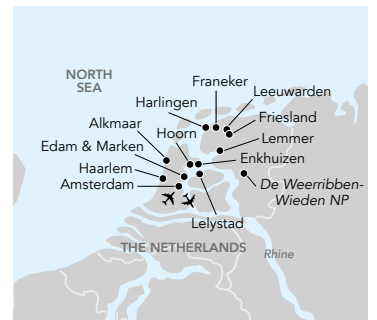 NORTH
SEA
Franeker
Leeuwarden
Harlingen
Friesland
Alkmaar
Hoorn
Lemmer
Edam & Marken
Enkhuizen
Haarlem
De Weerribben-
Wieden NP
Amsterdam
Lelystad
THE NETHERLANDS
Rhine